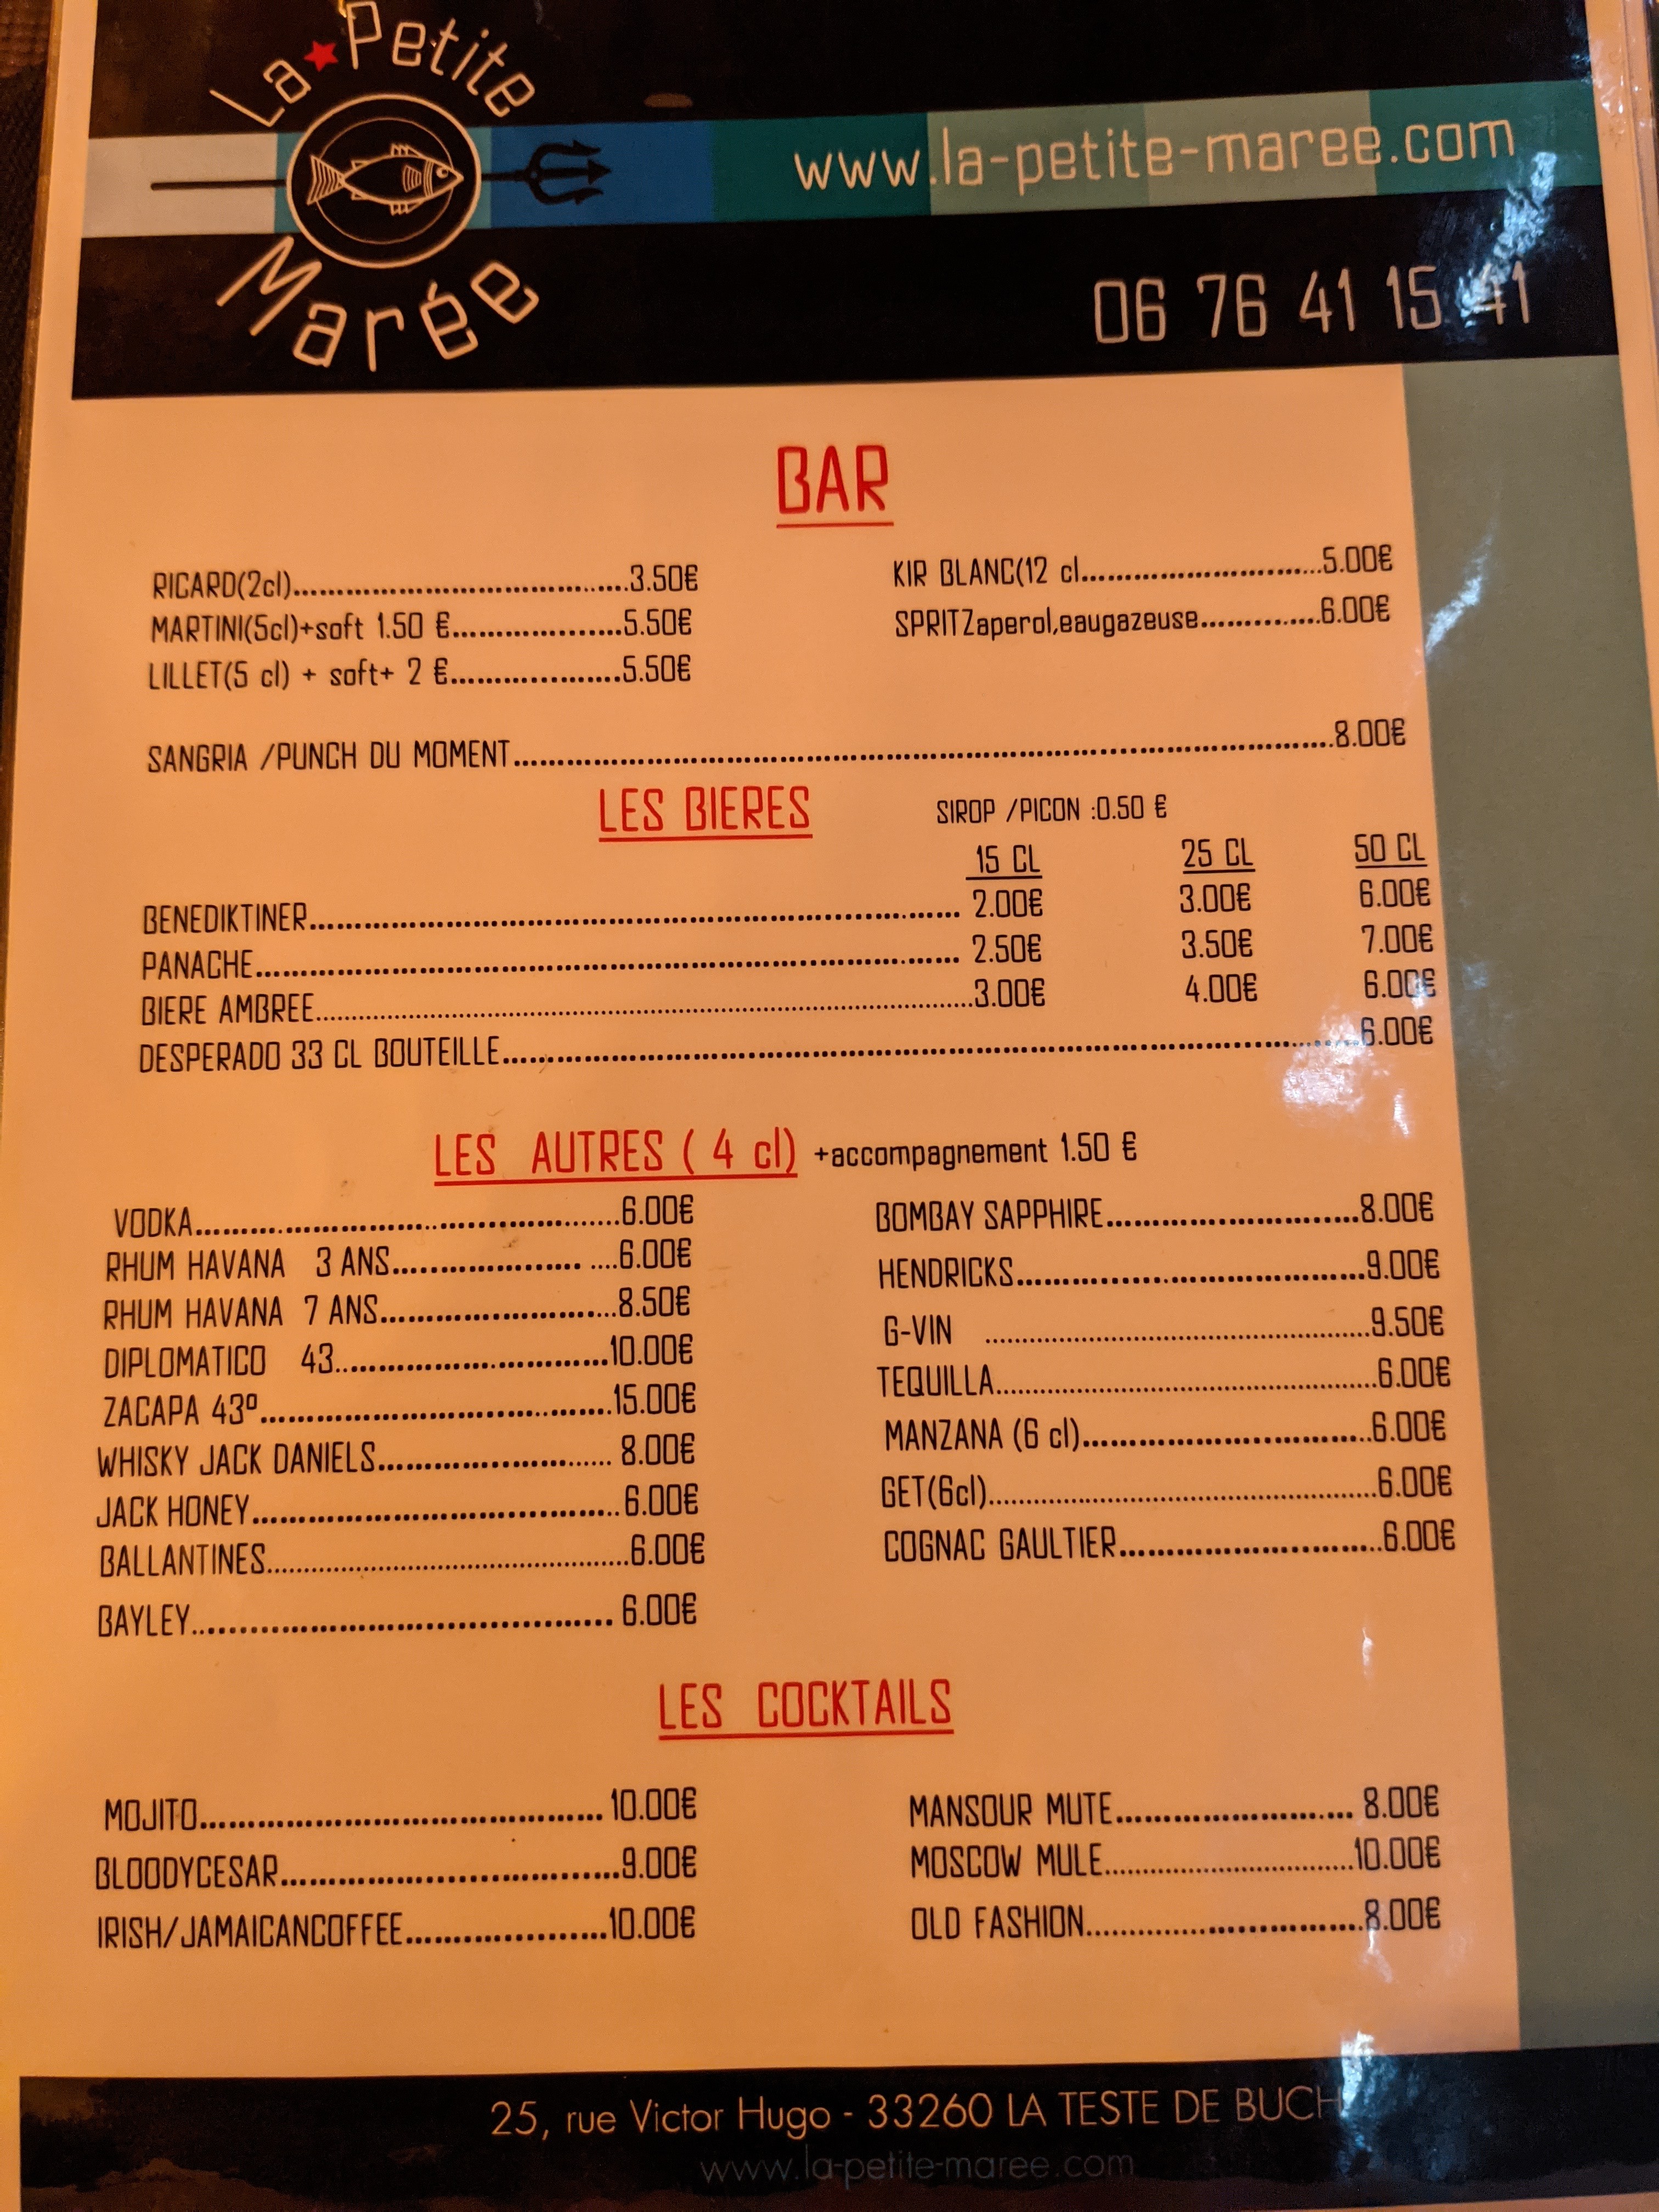 La Petite
Marée
www.la-petite-maree.com
06 76 41 15 41
BAR
RICARD(2cl)........................................3.50€
MARTINI(5cl)+soft 1.50 €....................5.50€
LILLET(5 cl) + soft+ 2 €....................5.50€
KIR BLANC(12 cl..............................5.00€
SPRITZaperol,eaugazeuse..............6.00€
SANGRIA /PUNCH DU MOMENT................................................................8.00€
LES BIERES SIROP /PICON :0.50 €
15 CL 25 CL 50 CL
BENEDIKTINER................................................ 2.00€ 3.00€ 6.00€
PANACHE................................................ 2.50€ 3.50€ 7.00€
BIERE AMBREE................................................3.00€ 4.00€ 6.00€
DESPERADO 33 CL BOUTEILLE................................................................6.00€
LES AUTRES ( 4 cl) +accompagnement 1.50 €
VODKA................................................6.00€
RHUM HAVANA 3 ANS...................... ....6.00€
RHUM HAVANA 7 ANS...........................8.50€
DIPLOMATICO 43................................10.00€
ZACAPA 43º........................................15.00€
WHISKY JACK DANIELS........................... 8.00€
JACK HONEY........................................ 6.00€
BALLANTINES........................................6.00€
BAYLEY................................................ 6.00€
BOMBAY SAPPHIRE..............................8.00€
HENDRICKS........................................9.00€
G-VIN ................................................9.50€
TEQUILLA................................................6.00€
MANZANA (6 cl)..................................6.00€
GET(6cl)................................................6.00€
COGNAC GAULTIER..............................6.00€
LES COCKTAILS
MOJITO................................................ 10.00€
BLOODYCESAR........................................9.00€
IRISH/JAMAICANCOFFEE......................10.00€
MANSOUR MUTE........................... 8.00€
MOSCOW MULE..............................10.00€
OLD FASHION................................8.00€
25, rue Victor Hugo - 33260 LA TESTE DE BUCH
www.la-petite-maree.com